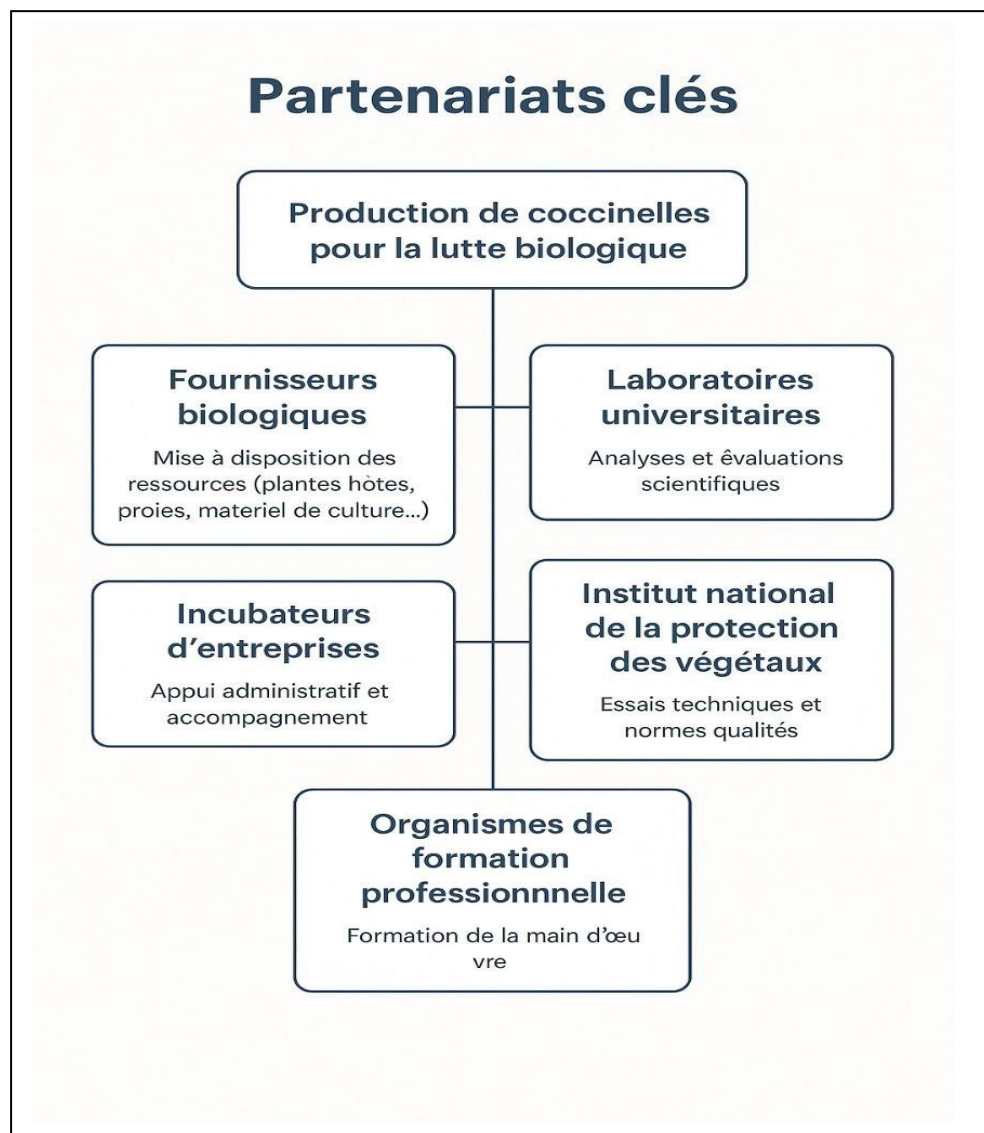 Partenariats clés
Production de coccinelles
pour la lutte biologique
Fournisseurs
biologiques
Mise à disposition des
ressources (plantes hòtes,
proies, materiel de culture...)
Laboratoires
universitaires
Analyses et êvaluations
scientifiques
Incubateurs
d’entreprises
Appui administratif et
accompagnement
Institut national
de la protection
des végétaux
Essais techniques et
normes qualités
Organismes de
formation
professionnnelle
Formation de la main d’œu
vre